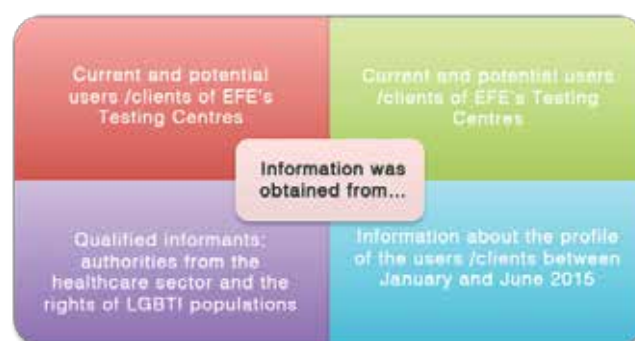 Current and potential
users /clients of EFE's
Testing Centres
Current and potential users
/clients of EFE's Testing
Centres
Information was
obtained from...
Qualified informants:
authorities from the
healthcare sector and the
rights of LGBTI populations
Information about the profile
of the users /clients between
January and June 2015